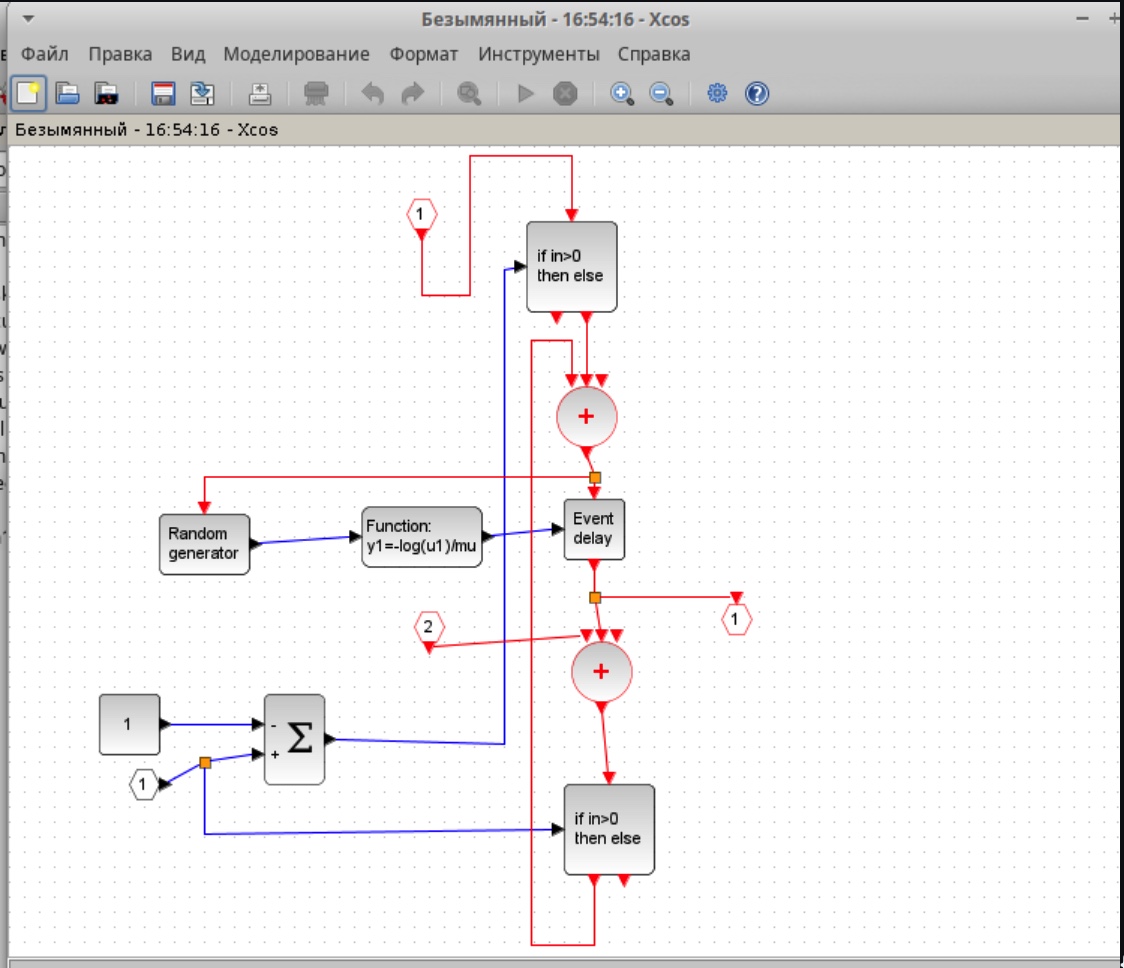 Безымянный - 16:54:16 - Xcos
Файл Правка Вид Моделирование Формат Инструменты Справка
Безымянный - 16:54:16 - Xcos
1
if in>0
then else
+
Random
generator
Function:
y1=-log(u1)/mu
Event
delay
1
2
+
1
-
Σ
+
1
if in>0
then else